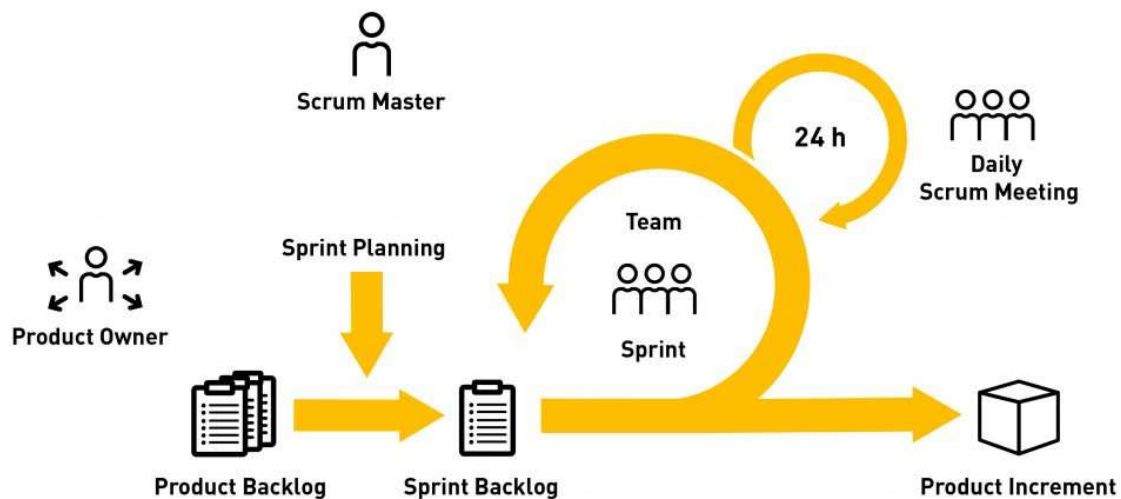 Scrum Master
24 h
Daily
Scrum Meeting
Team
Sprint Planning
Product Owner
Sprint
Product Backlog
Sprint Backlog
Product Increment